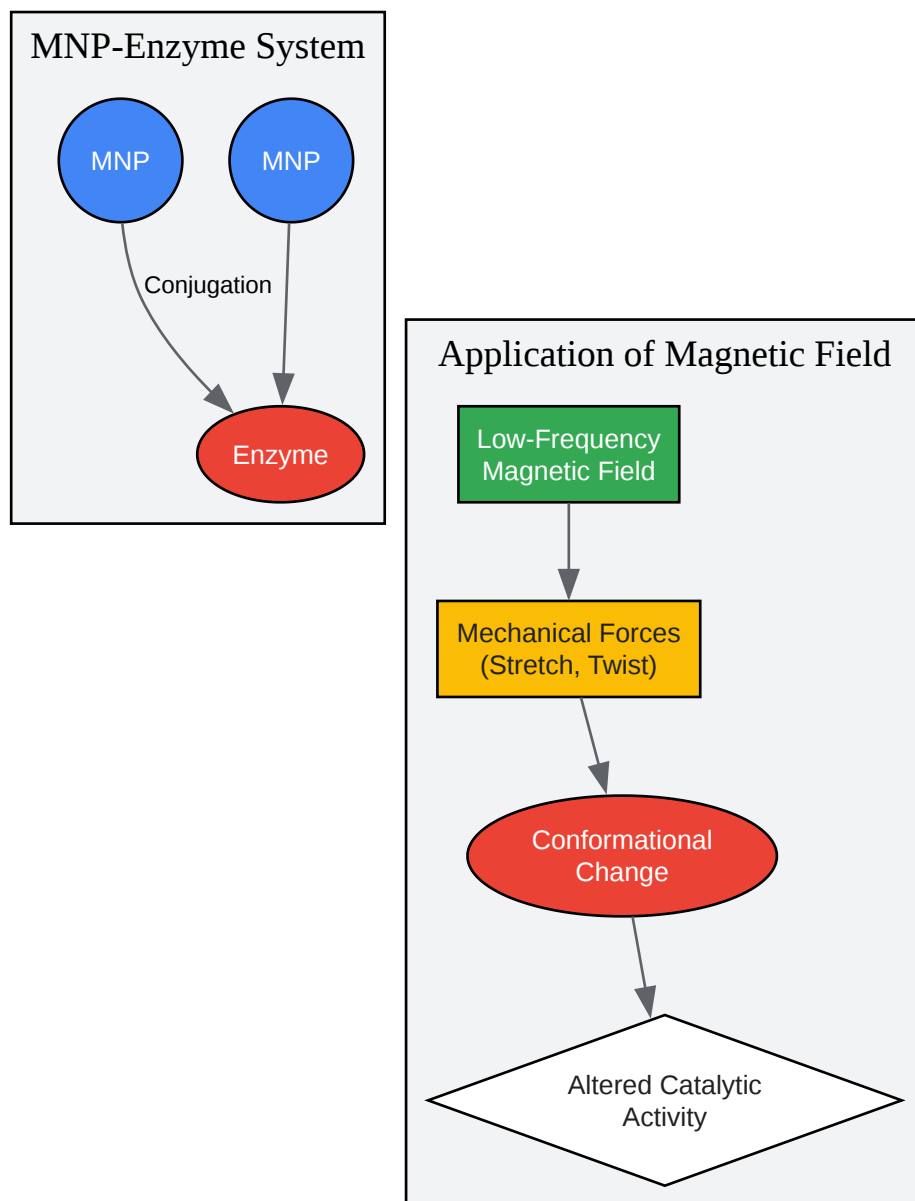 MNP-Enzyme System
MNP
MNP
Conjugation
Enzyme
Application of Magnetic Field
Low-Frequency
Magnetic Field
Mechanical Forces
(Stretch, Twist)
Conformational
Change
Altered Catalytic
Activity